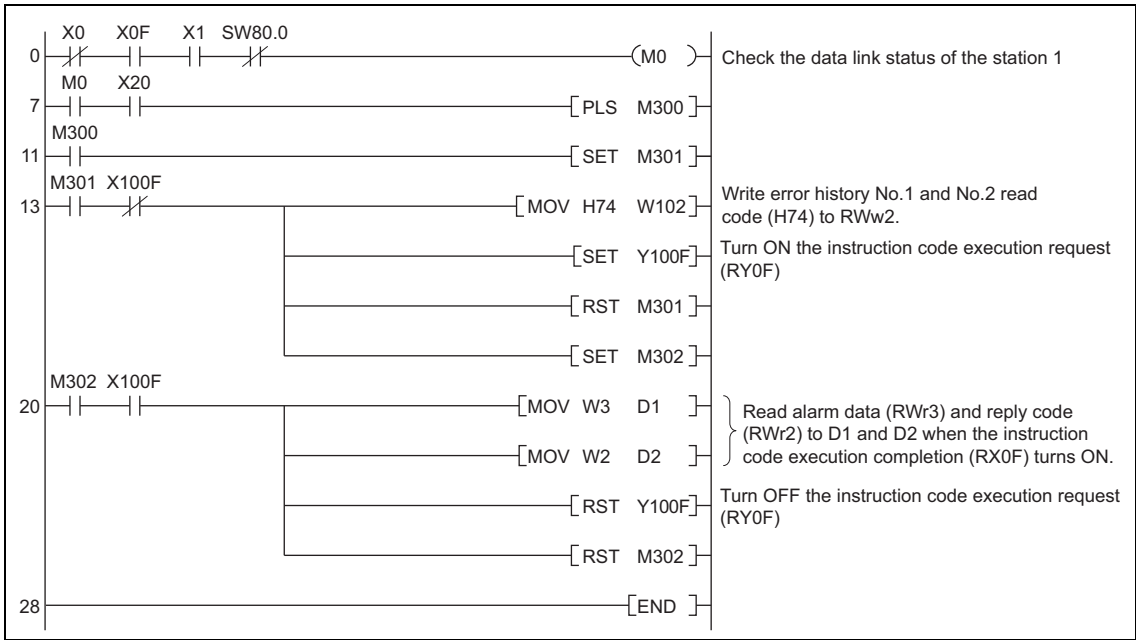 X0 X0F X1 SW80.0
0 (M0 ) Check the data link status of the station 1
M0 X20
7 [PLS M300]
M300
11 [SET M301]
M301 X100F
13 [MOV H74 W102] Write error history No.1 and No.2 read
code (H74) to RWw2.
[SET Y100F] Turn ON the instruction code execution request
(RY0F)
[RST M301]
[SET M302]
M302 X100F
20 [MOV W3 D1] Read alarm data (RWr3) and reply code
(RWr2) to D1 and D2 when the instruction
[MOV W2 D2] code execution completion (RX0F) turns ON.
[RST Y100F] Turn OFF the instruction code execution request
(RY0F)
[RST M302]
28 [END ]